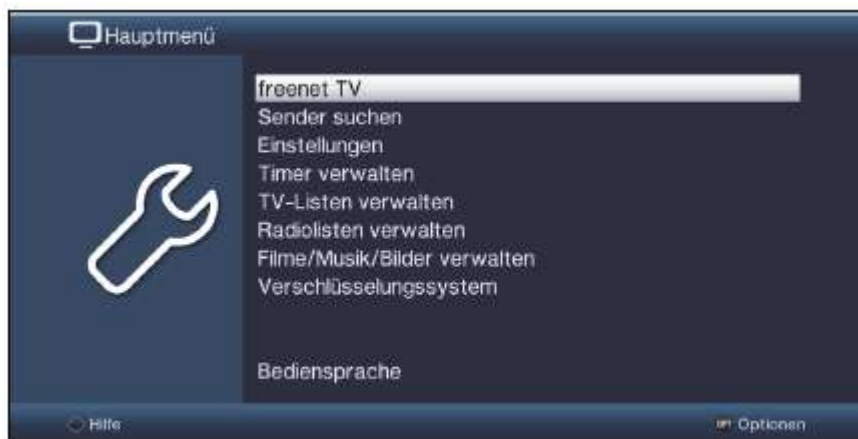 Hauptmenü
freenet TV
Sender suchen
Einstellungen
Timer verwalten
TV-Listen verwalten
Radiolisten verwalten
Filme/Musik/Bilder verwalten
Verschlüsselungssystem
Bediensprache
Hilfe
Optionen